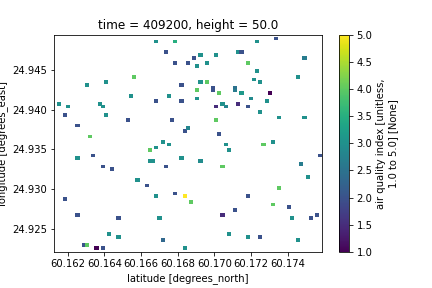 time = 409200, height = 50.0
24.945
24.940
24.935
24.930
24.925
longitude [degrees_east]
60.162 60.164 60.166 60.168 60.170 60.172 60.174
latitude [degrees_north]
5.0
4.5
4.0
3.5
3.0
2.5
2.0
1.5
1.0
air quality index [unitless,
1.0 to 5.0] [None]